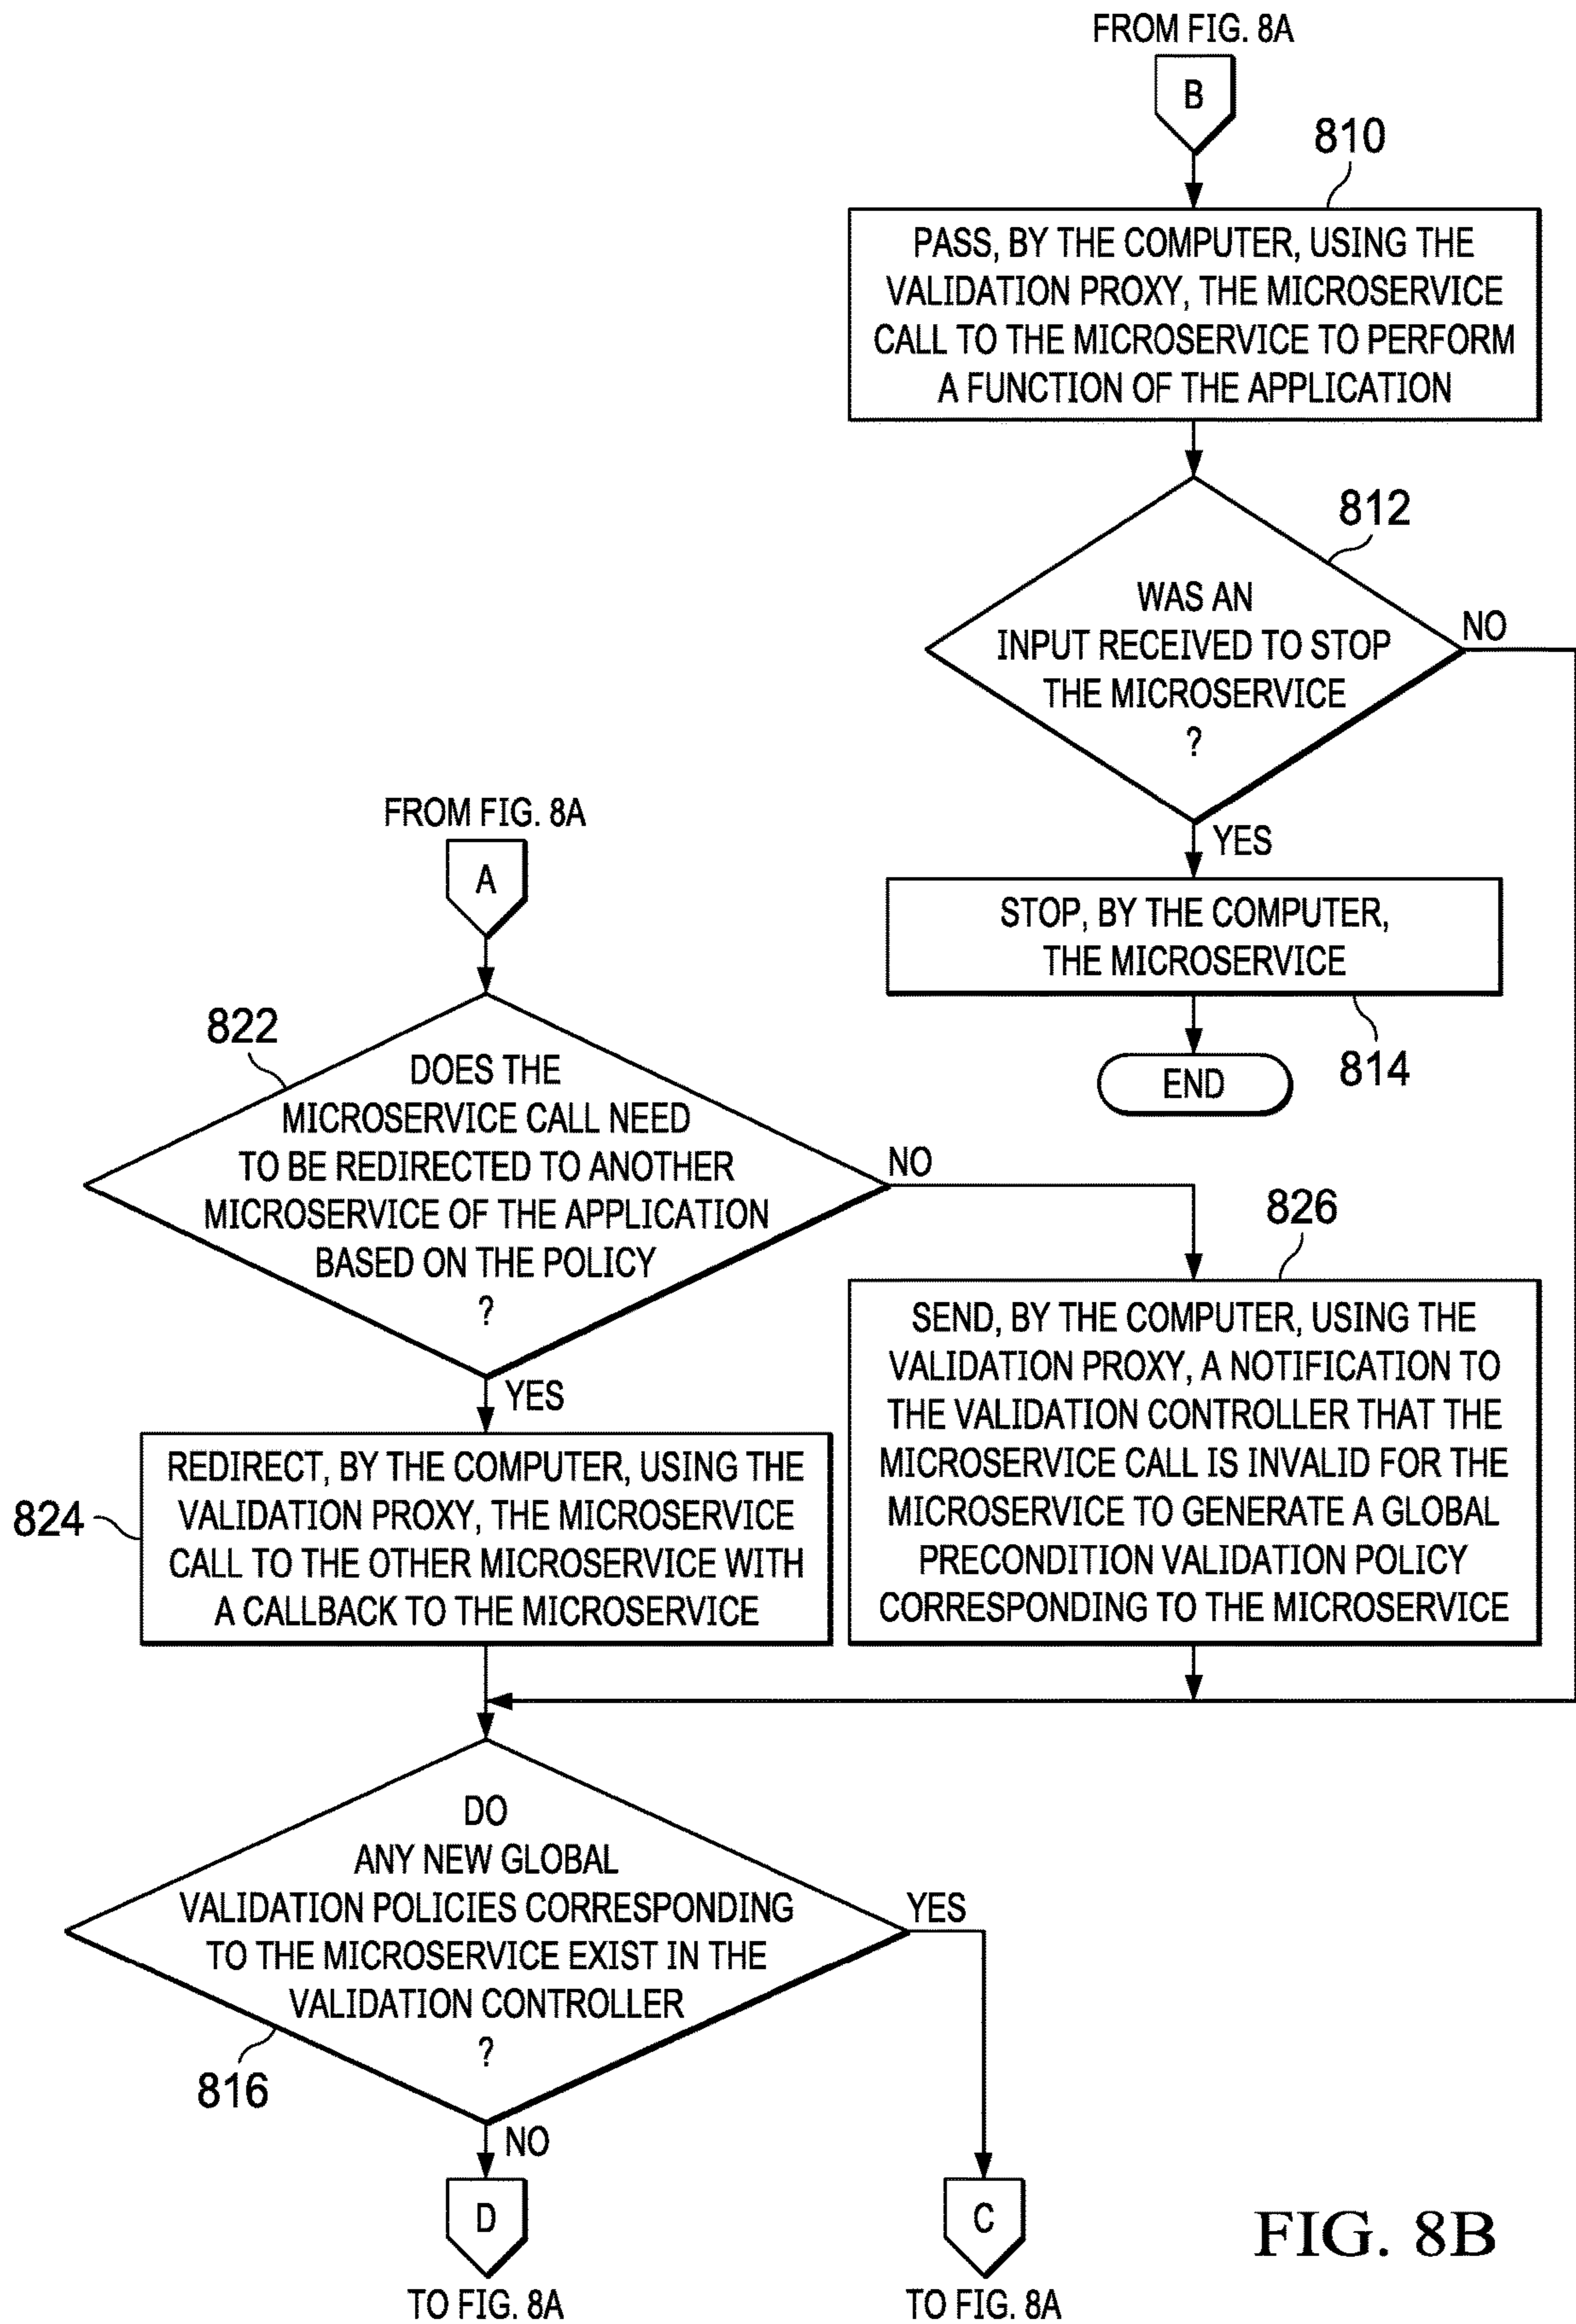 FROM FIG. 8A
B
810
PASS, BY THE COMPUTER, USING THE
VALIDATION PROXY, THE MICROSERVICE
CALL TO THE MICROSERVICE TO PERFORM
A FUNCTION OF THE APPLICATION
812
WAS AN
INPUT RECEIVED TO STOP
THE MICROSERVICE
?
NO
YES
STOP, BY THE COMPUTER,
THE MICROSERVICE
814
END
FROM FIG. 8A
A
822
DOES THE
MICROSERVICE CALL NEED
TO BE REDIRECTED TO ANOTHER
MICROSERVICE OF THE APPLICATION
BASED ON THE POLICY
?
NO
YES
826
SEND, BY THE COMPUTER, USING THE
VALIDATION PROXY, A NOTIFICATION TO
THE VALIDATION CONTROLLER THAT THE
MICROSERVICE CALL IS INVALID FOR THE
MICROSERVICE TO GENERATE A GLOBAL
PRECONDITION VALIDATION POLICY
CORRESPONDING TO THE MICROSERVICE
824
REDIRECT, BY THE COMPUTER, USING THE
VALIDATION PROXY, THE MICROSERVICE
CALL TO THE OTHER MICROSERVICE WITH
A CALLBACK TO THE MICROSERVICE
DO
ANY NEW GLOBAL
VALIDATION POLICIES CORRESPONDING
TO THE MICROSERVICE EXIST IN THE
VALIDATION CONTROLLER
?
816
YES
NO
D
TO FIG. 8A
C
TO FIG. 8A
FIG. 8B